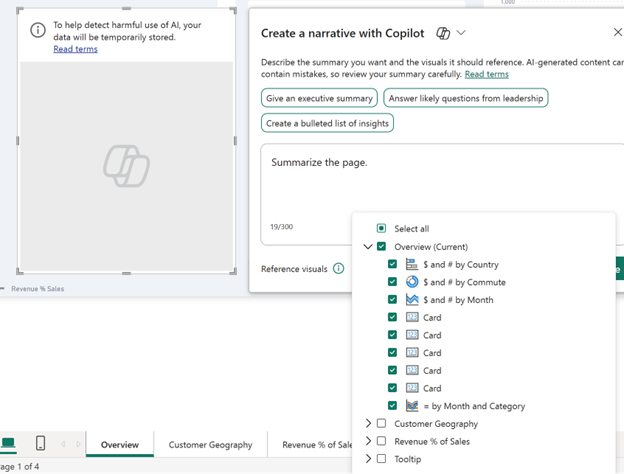 1,000
To help detect harmful use of AI, your
data will be temporarily stored.
Read terms
Create a narrative with Copilot
Describe the summary you want and the visuals it should reference. AI-generated content can
contain mistakes, so review your summary carefully. Read terms
Give an executive summary
Answer likely questions from leadership
Create a bulleted list of insights
Summarize the page.
19/300
Reference visuals
Select all
Overview (Current)
$ and # by Country
$ and # by Commute
$ and # by Month
Card
Card
Card
Card
Card
= by Month and Category
Customer Geography
Revenue % of Sales
Tooltip
e
Revenue % Sales
Overview
Customer Geography
Revenue % of Sale
age 1 of 4